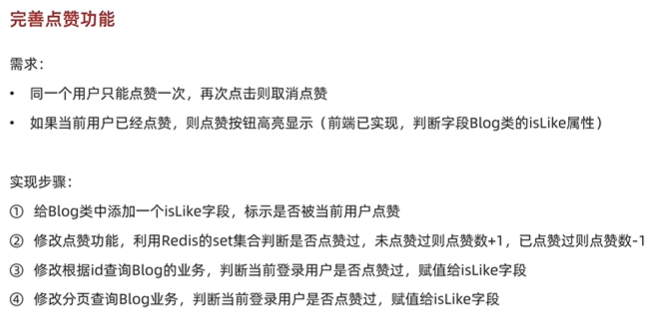 完善点赞功能
需求：
• 同一个用户只能点赞一次，再次点击则取消点赞
• 如果当前用户已经点赞，则点赞按钮高亮显示（前端已实现，判断字段Blog类的isLike属性）
实现步骤：
① 给Blog类中添加一个isLike字段，标示是否被当前用户点赞
② 修改点赞功能，利用Redis的set集合判断是否点赞过，未点赞过则点赞数+1，已点赞过则点赞数-1
③ 修改根据id查询Blog的业务，判断当前登录用户是否点赞过，赋值给isLike字段
④ 修改分页查询Blog业务，判断当前登录用户是否点赞过，赋值给isLike字段